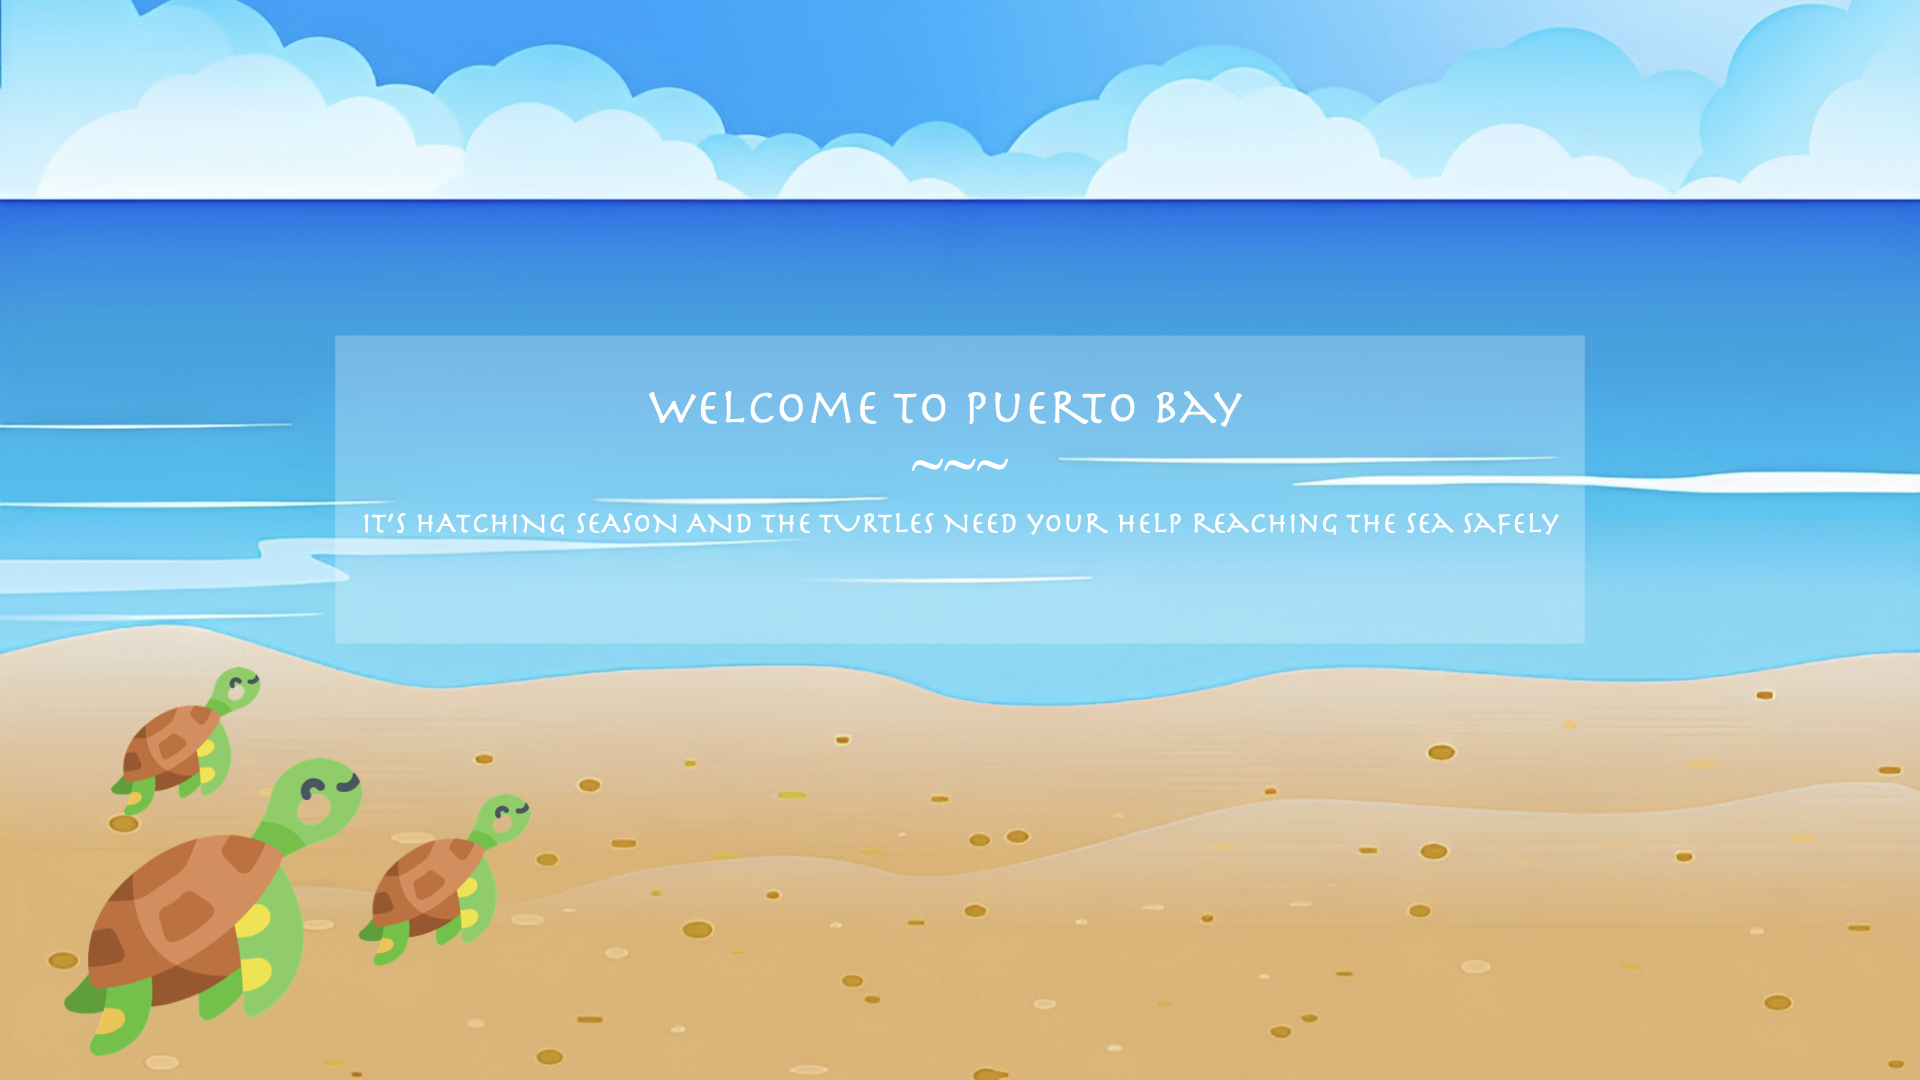 WELCOME TO PUERTO BAY
~~~
IT'S HATCHING SEASON AND THE TURTLES NEED YOUR HELP REACHING THE SEA SAFELY